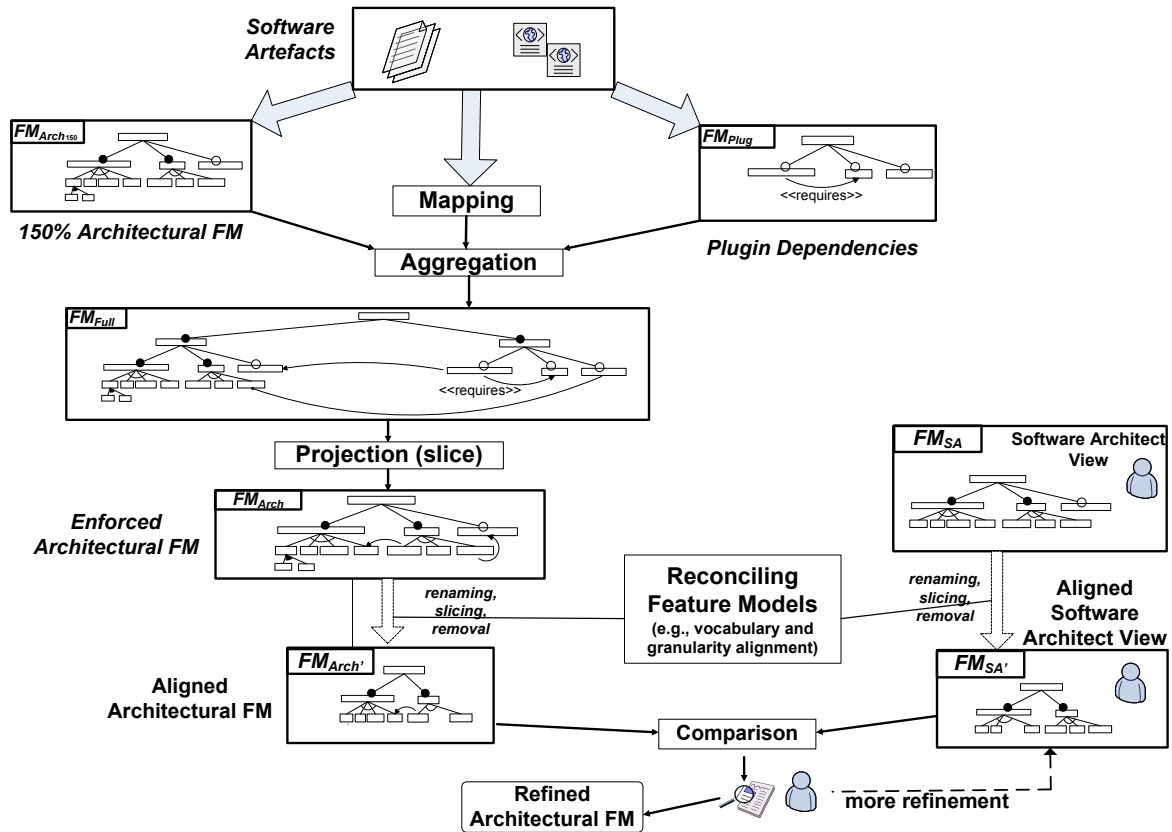 Software
Artefacts
FMArch150
FMPlug
<<requires>>
Mapping
150% Architectural FM
Plugin Dependencies
Aggregation
FMFull
<<requires>>
Projection (slice)
FMSA
Software Architect
View
FMArch
Enforced
Architectural FM
renaming,
slicing,
removal
Reconciling
Feature Models
(e.g., vocabulary and
granularity alignment)
renaming,
slicing,
removal
Aligned
Software
Architect View
FMArch'
FMSA'
Aligned
Architectural FM
Comparison
Refined
Architectural FM
more refinement